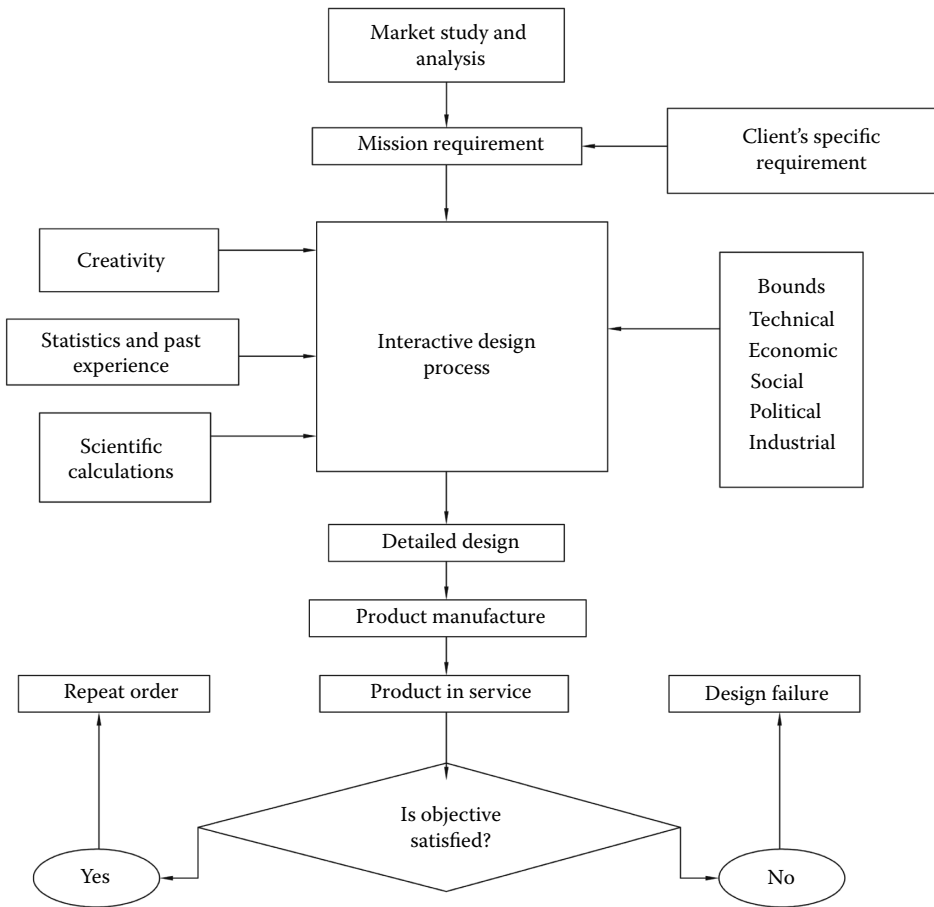 Market study and
analysis
Mission requirement
Client's specific
requirement
Creativity
Statistics and past
experience
Scientific
calculations
Interactive design
process
Bounds
Technical
Economic
Social
Political
Industrial
Detailed design
Product manufacture
Repeat order
Product in service
Design failure
Is objective
satisfied?
Yes
No